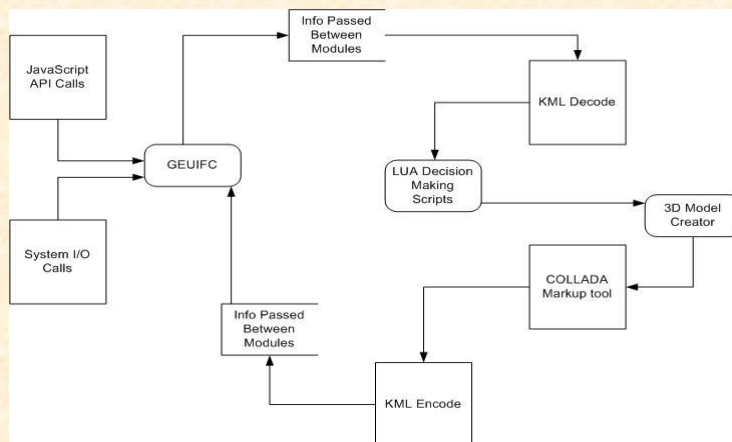 Info Passed
Between
Modules
JavaScript
API Calls
KML Decode
GEUIFC
LUA Decision
Making
Scripts
3D Model
Creator
System I/O
Calls
COLLADA
Markup tool
Info Passed
Between
Modules
KML Encode